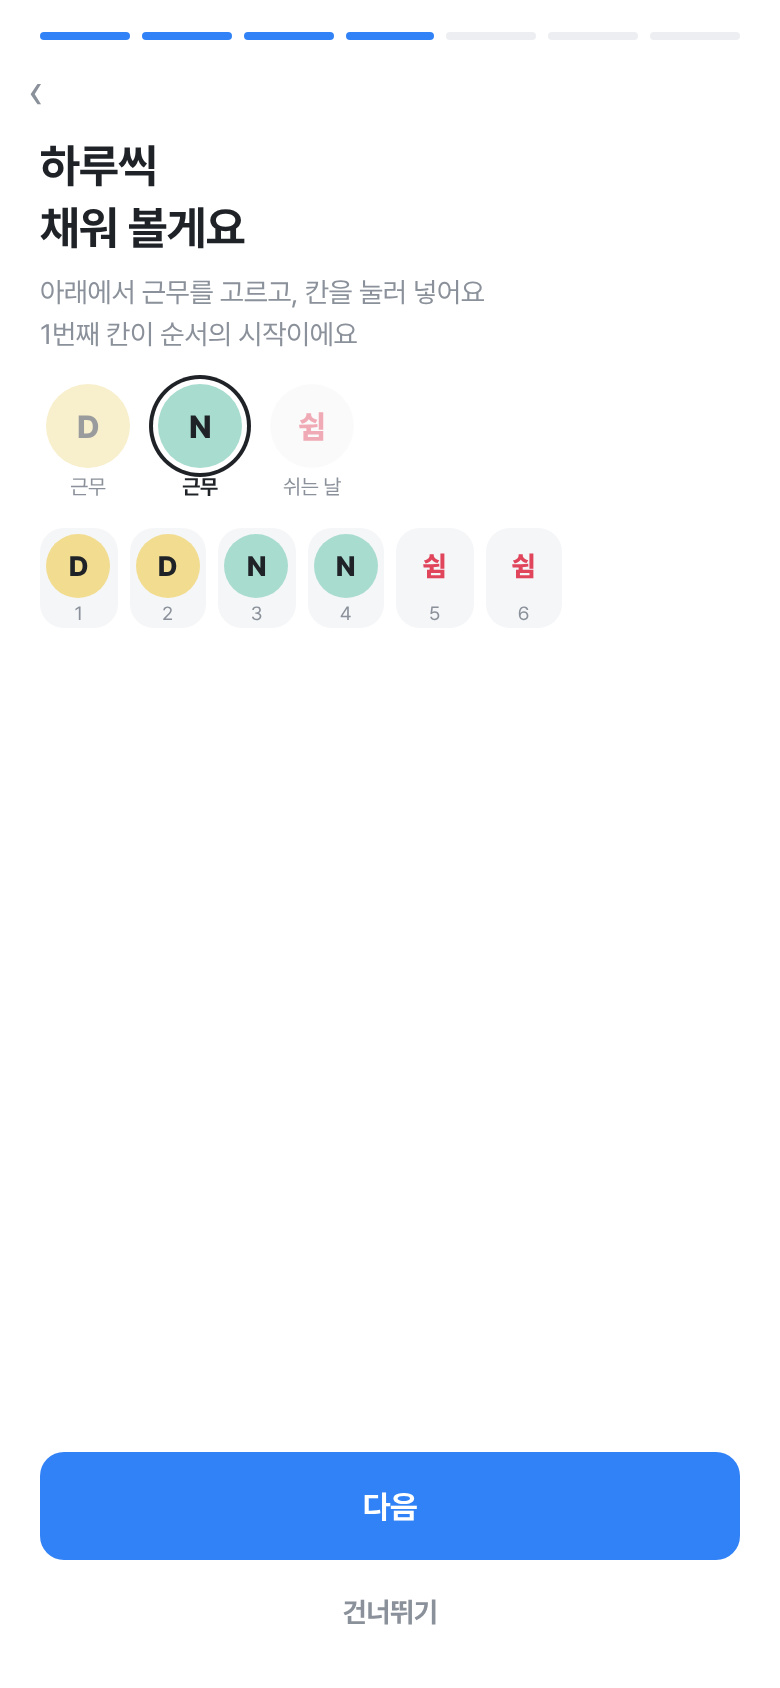 하루씩
채워 볼게요
아래에서 근무를 고르고, 칸을 눌러 넣어요
1번째 칸이 순서의 시작이에요
D N 쉼
근무 근무 쉬는 날
D D N N 쉼 쉼
1 2 3 4 5 6
다음
건너뛰기